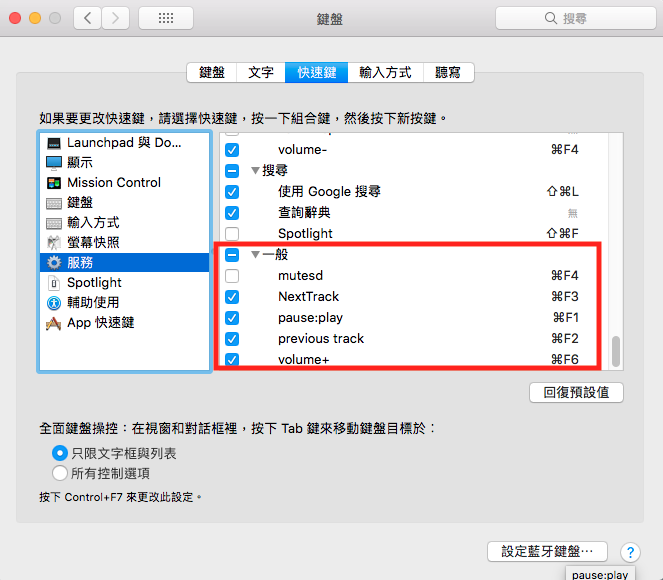 鍵盤
搜尋
鍵盤 文字 快速鍵 輸入方式 聽寫
如果要更改快速鍵，請選擇快速鍵，按一下組合鍵，然後按下新按鍵。
Launchpad 與 Do...
顯示
Mission Control
鍵盤
輸入方式
螢幕快照
服務
Spotlight
輔助使用
App 快速鍵
volume- ⌘F4
搜尋
使用 Google 搜尋 ⇧⌘L
查詢辭典 無
Spotlight ⇧⌘F
一般
mutesd ⌘F4
NextTrack ⌘F3
pause:play ⌘F1
previous track ⌘F2
volume+ ⌘F6
回復預設值
全面鍵盤操控：在視窗和對話框裡，按下 Tab 鍵來移動鍵盤目標於：
只限文字框與列表
所有控制選項
按下 Control+F7 來更改此設定。
設定藍牙鍵盤⋯ ?
pause:play